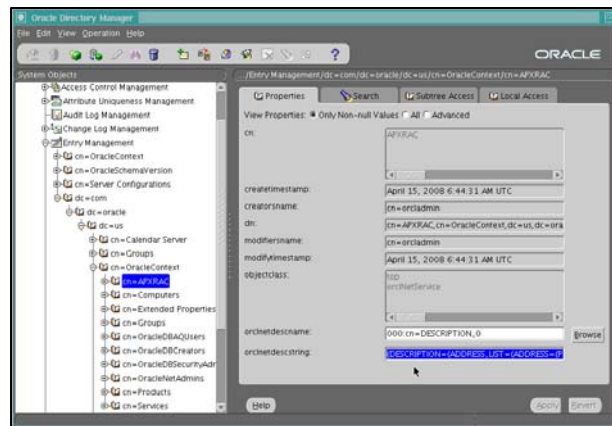 Oracle Directory Manager
File Edit View Operation Help
ORACLE
System Objects
.../Entry Management/dc=com/dc=oracle/dc=us/cn=OracleContext/cn=APXRAC
Access Control Management
Attribute Uniqueness Management
Audit Log Management
Change Log Management
Entry Management
cn=OracleContext
cn=OracleSchemaVersion
cn=Server Configurations
dc=com
dc=oracle
dc=us
cn=Calendar Server
cn=Groups
cn=OracleContext
cn=APXRAC
cn=Computers
cn=Extended Properties
cn=Groups
cn=OracleDBAQUsers
cn=OracleDBCreators
cn=OracleDBSecurityAdr
cn=OracleNetAdmins
cn=Products
cn=Services
Properties Search Subtree Access Local Access
View Properties: Only Non-null Values All Advanced
cn: APXRAC
createtimestamp: April 15, 2008 6:44:31 AM UTC
creatorsname: cn=orcladmin
dn: cn=APXRAC,cn=OracleContext,dc=us,dc=ora
modifiersname: cn=orcladmin
modifytimestamp: April 15, 2008 6:44:31 AM UTC
objectclass: top
orclNetService
orclnetdescname: 000:cn=DESCRIPTION_0 Browse
orclnetdescstring: (DESCRIPTION=(ADDRESS_LIST=(ADDRESS=(P
Help Apply Revert